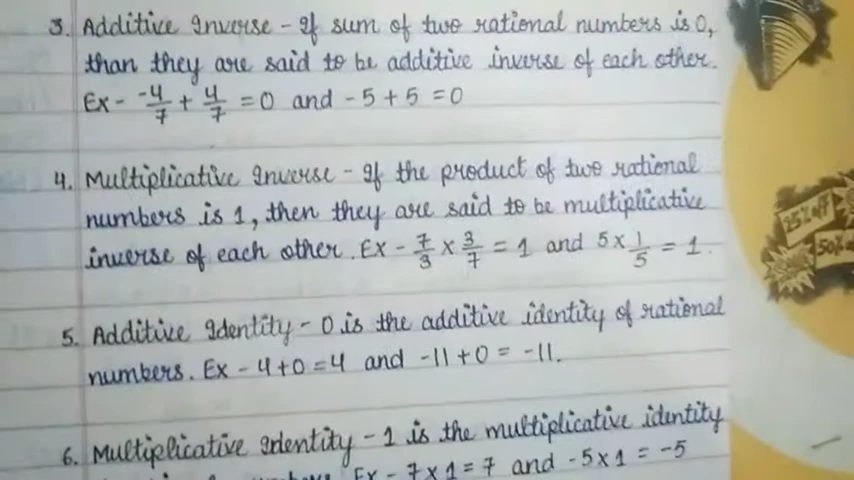 3. Additive Inverse - If sum of two rational numbers is 0,
than they are said to be additive inverse of each other.
Ex - -4/7 + 4/7 = 0 and -5+5 = 0
4. Multiplicative Inverse - If the product of two rational
numbers is 1, then they are said to be multiplicative
inverse of each other. Ex - 7/3 × 3/7 = 1 and 5 × 1/5 = 1.
5. Additive Identity - 0 is the additive identity of rational
numbers. Ex - 4+0 = 4 and -11+0 = -11.
6. Multiplicative Identity - 1 is the multiplicative identity
Ex - 7×1 = 7 and -5×1 = -5
25% off
50%